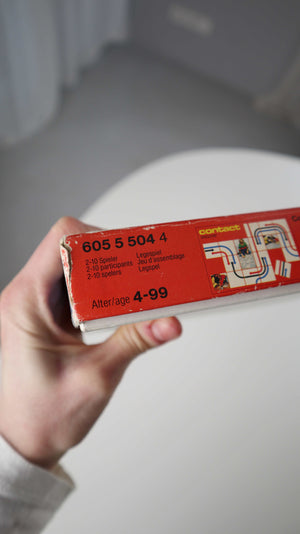 605 5 504 4
2-10 Spieler Legespiel
2-10 participants Jeu d'assemblage
2-10 spelers Legspel
Alter/age 4-99
contact